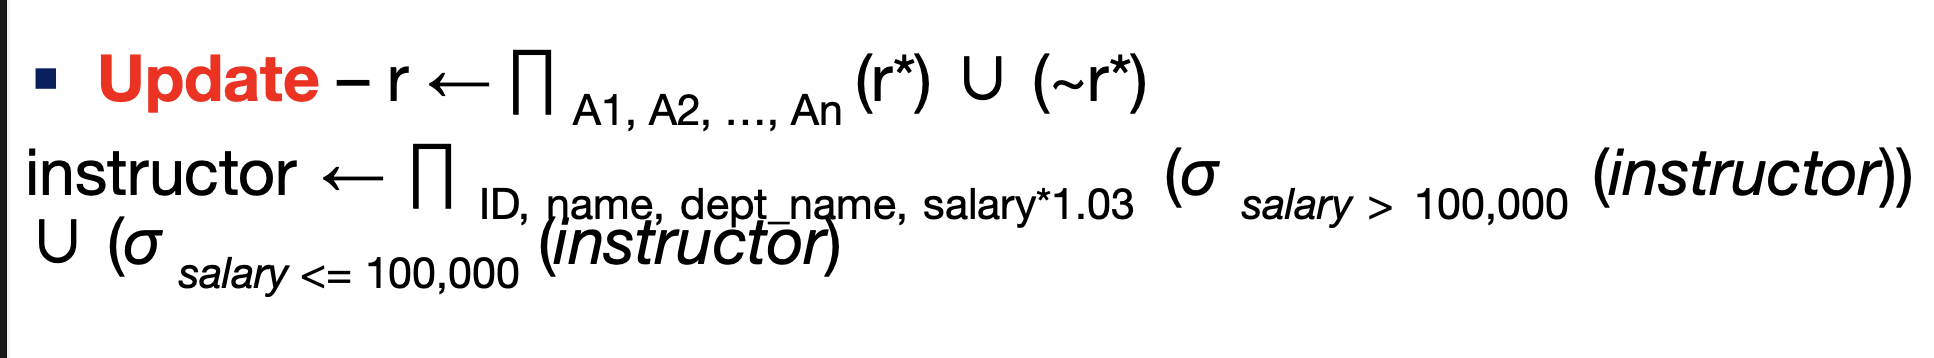 ▪ Update – r ← ∏ A1, A2, …, An (r*) ∪ (~r*)
instructor ← ∏ ID, name, dept_name, salary*1.03 (σ salary > 100,000 (instructor))
∪ (σ salary <= 100,000 (instructor)